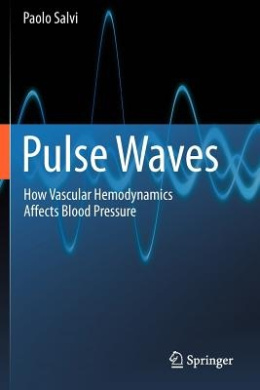 Paolo Salvi
Pulse Waves
How Vascular Hemodynamics
Affects Blood Pressure
Springer